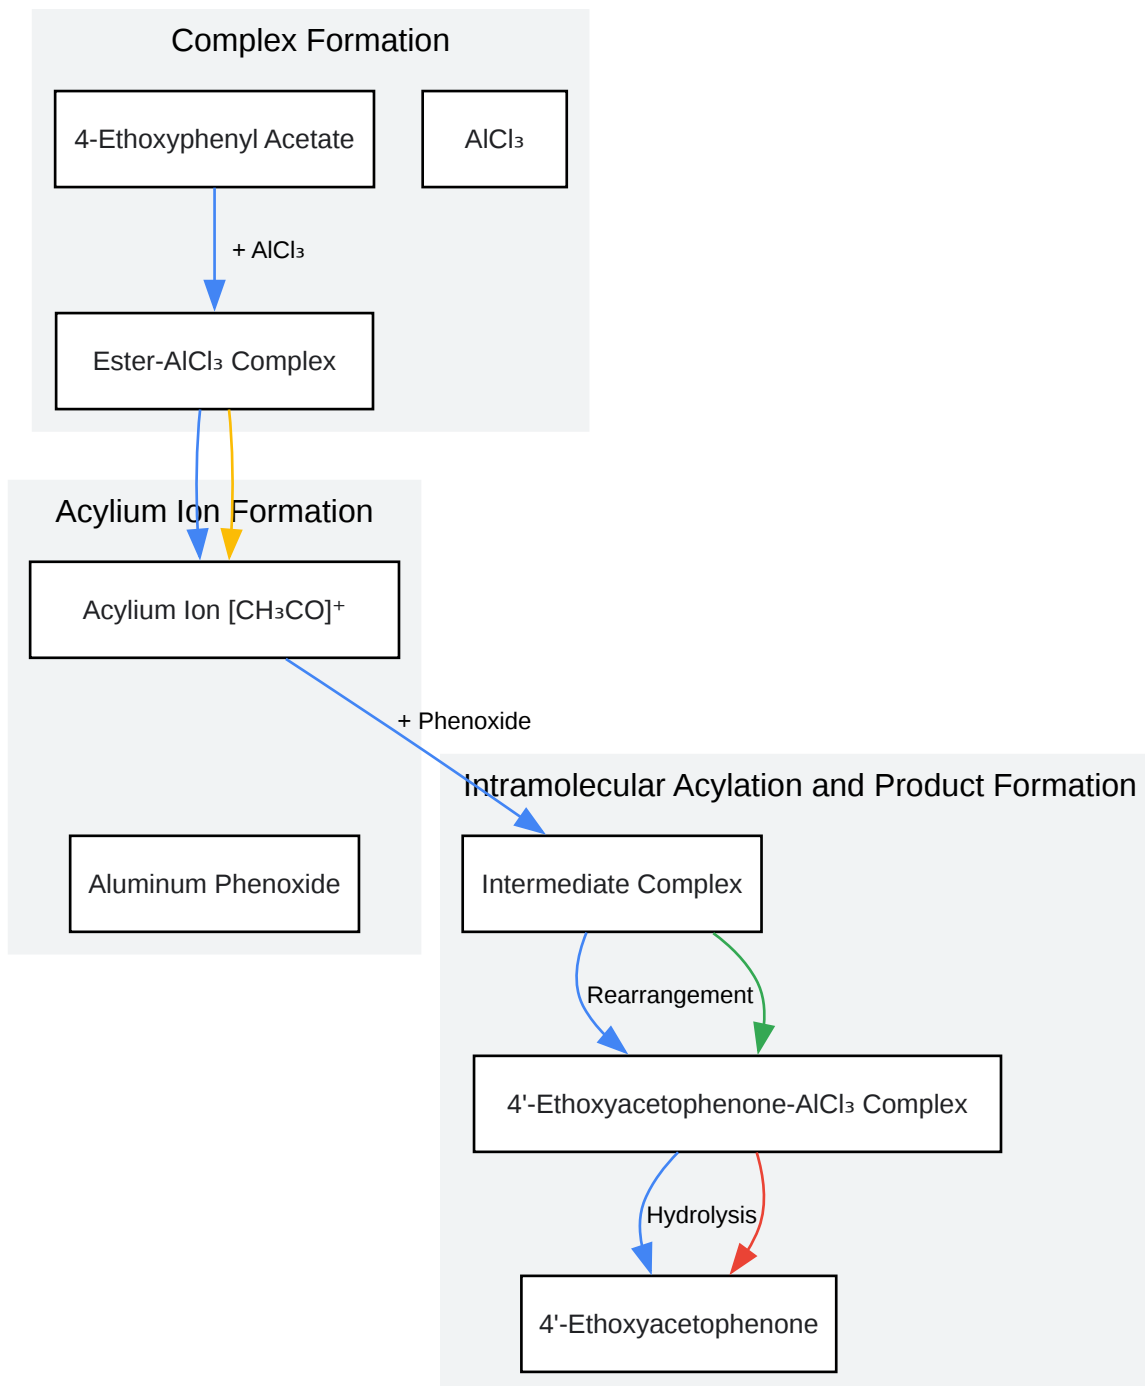 Complex Formation
4-Ethoxyphenyl Acetate
AlCl₃
+ AlCl₃
Ester-AlCl₃ Complex
Acylium Ion Formation
Acylium Ion [CH₃CO]⁺
+ Phenoxide
Intramolecular Acylation and Product Formation
Aluminum Phenoxide
Intermediate Complex
Rearrangement
4'-Ethoxyacetophenone-AlCl₃ Complex
Hydrolysis
4'-Ethoxyacetophenone